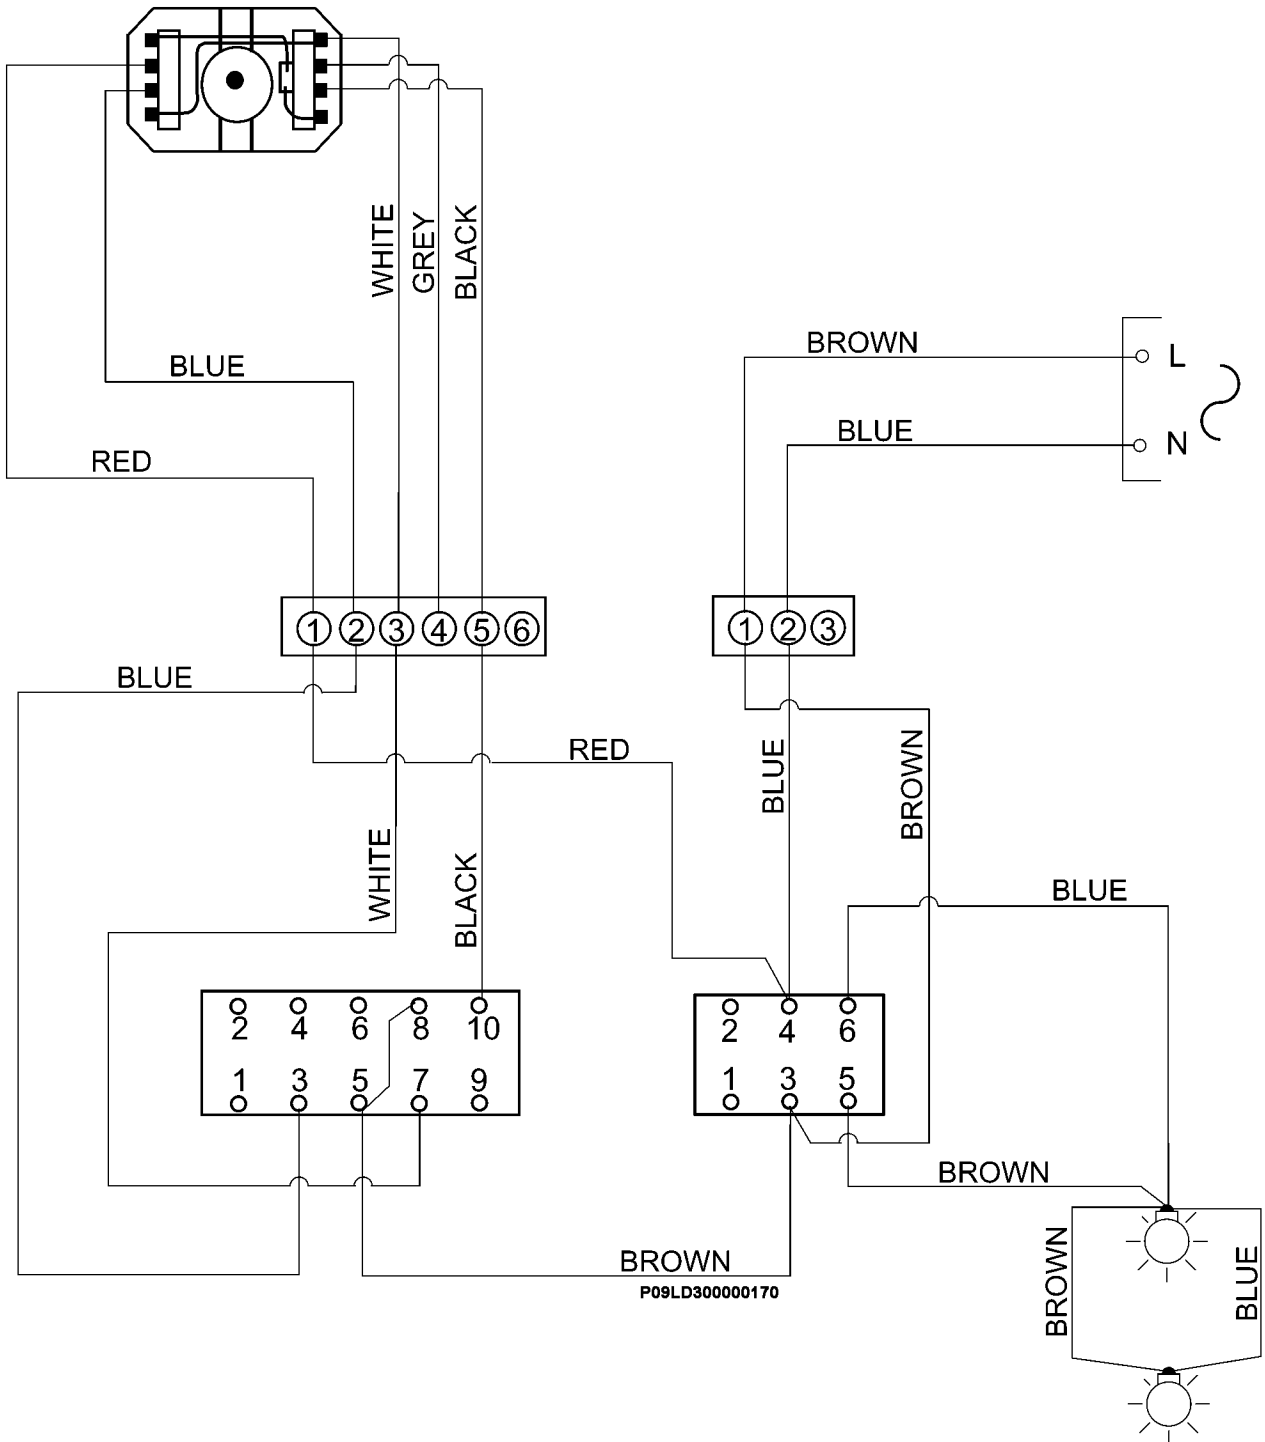 WHITE
GREY
BLACK
BROWN
L
BLUE
BLUE
N
RED
1 2 3 4 5 6
1 2 3
BLUE
RED
BLUE
BROWN
WHITE
BLACK
BLUE
2 4 6 8 10
2 4 6
1 3 5 7 9
1 3 5
BROWN
BROWN
P09LD300000170
BROWN
BLUE